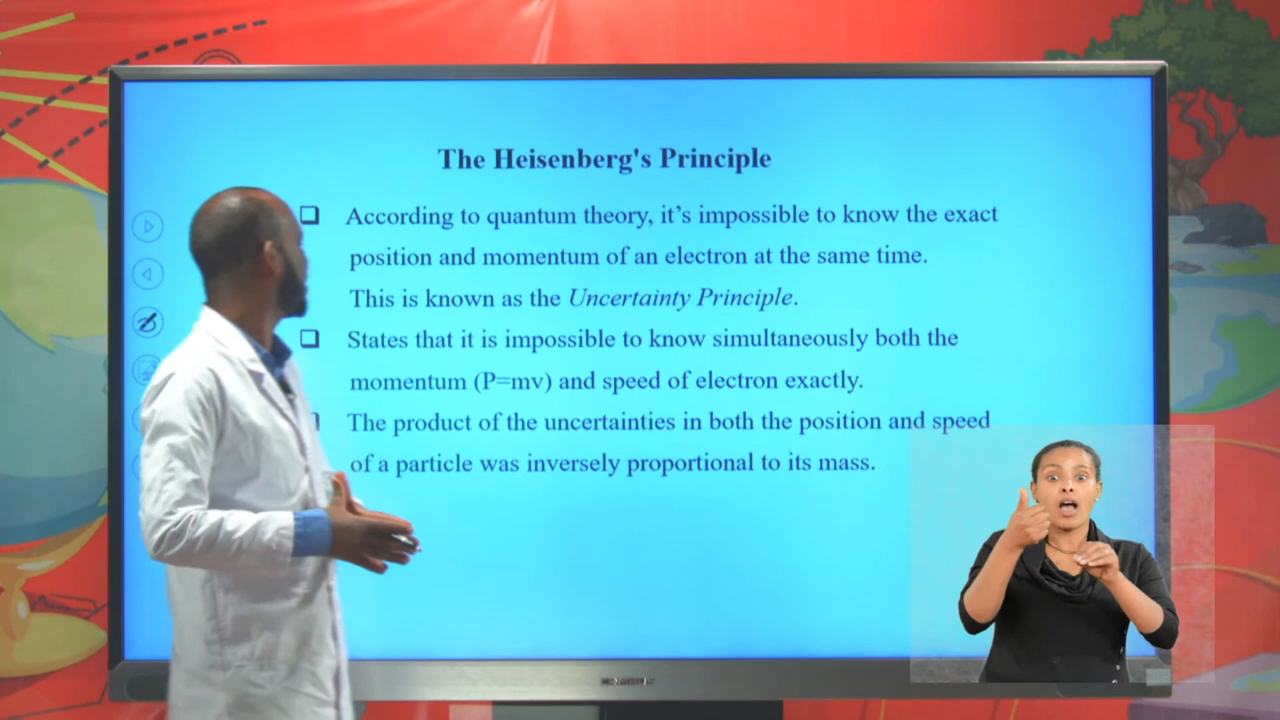 The Heisenberg's Principle
❑ According to quantum theory, it’s impossible to know the exact
position and momentum of an electron at the same time.
This is known as the Uncertainty Principle.
❑ States that it is impossible to know simultaneously both the
momentum (P=mv) and speed of electron exactly.
The product of the uncertainties in both the position and speed
of a particle was inversely proportional to its mass.